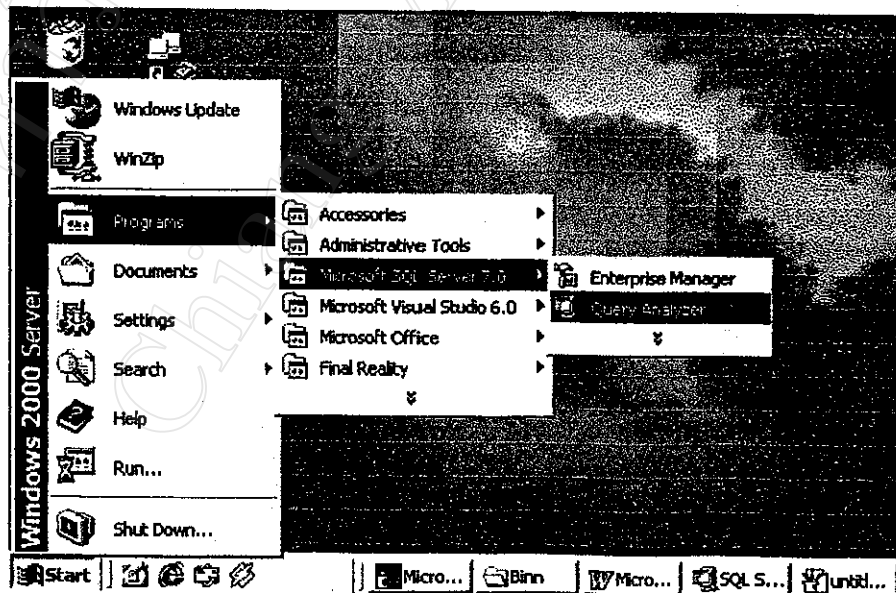 Windows Update
WinZip
Programs
Documents
Settings
Search
Help
Run...
Shut Down...
Windows 2000 Server
Accessories
Administrative Tools
Microsoft SQL Server 7.0
Microsoft Visual Studio 6.0
Microsoft Office
Final Reality
Enterprise Manager
Query Analyzer
Start
Micro...
Binn
Micro...
SQL S...
untitl...
Chiang